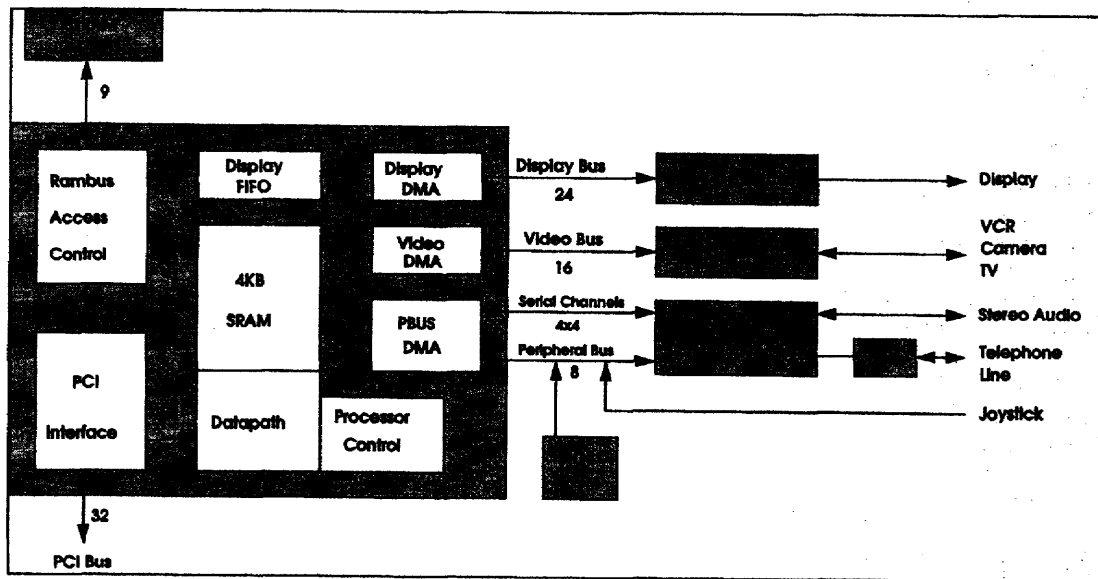 9
Rambus
Access
Control
Display
FIFO
Display
DMA
Display Bus
24
Display
Video
DMA
Video Bus
16
VCR
Camera
TV
4KB
SRAM
PBUS
DMA
Serial Channels
4x4
Stereo Audio
Peripheral Bus
8
Telephone
Line
PCI
Interface
Datapath
Processor
Control
Joystick
32
PCI Bus